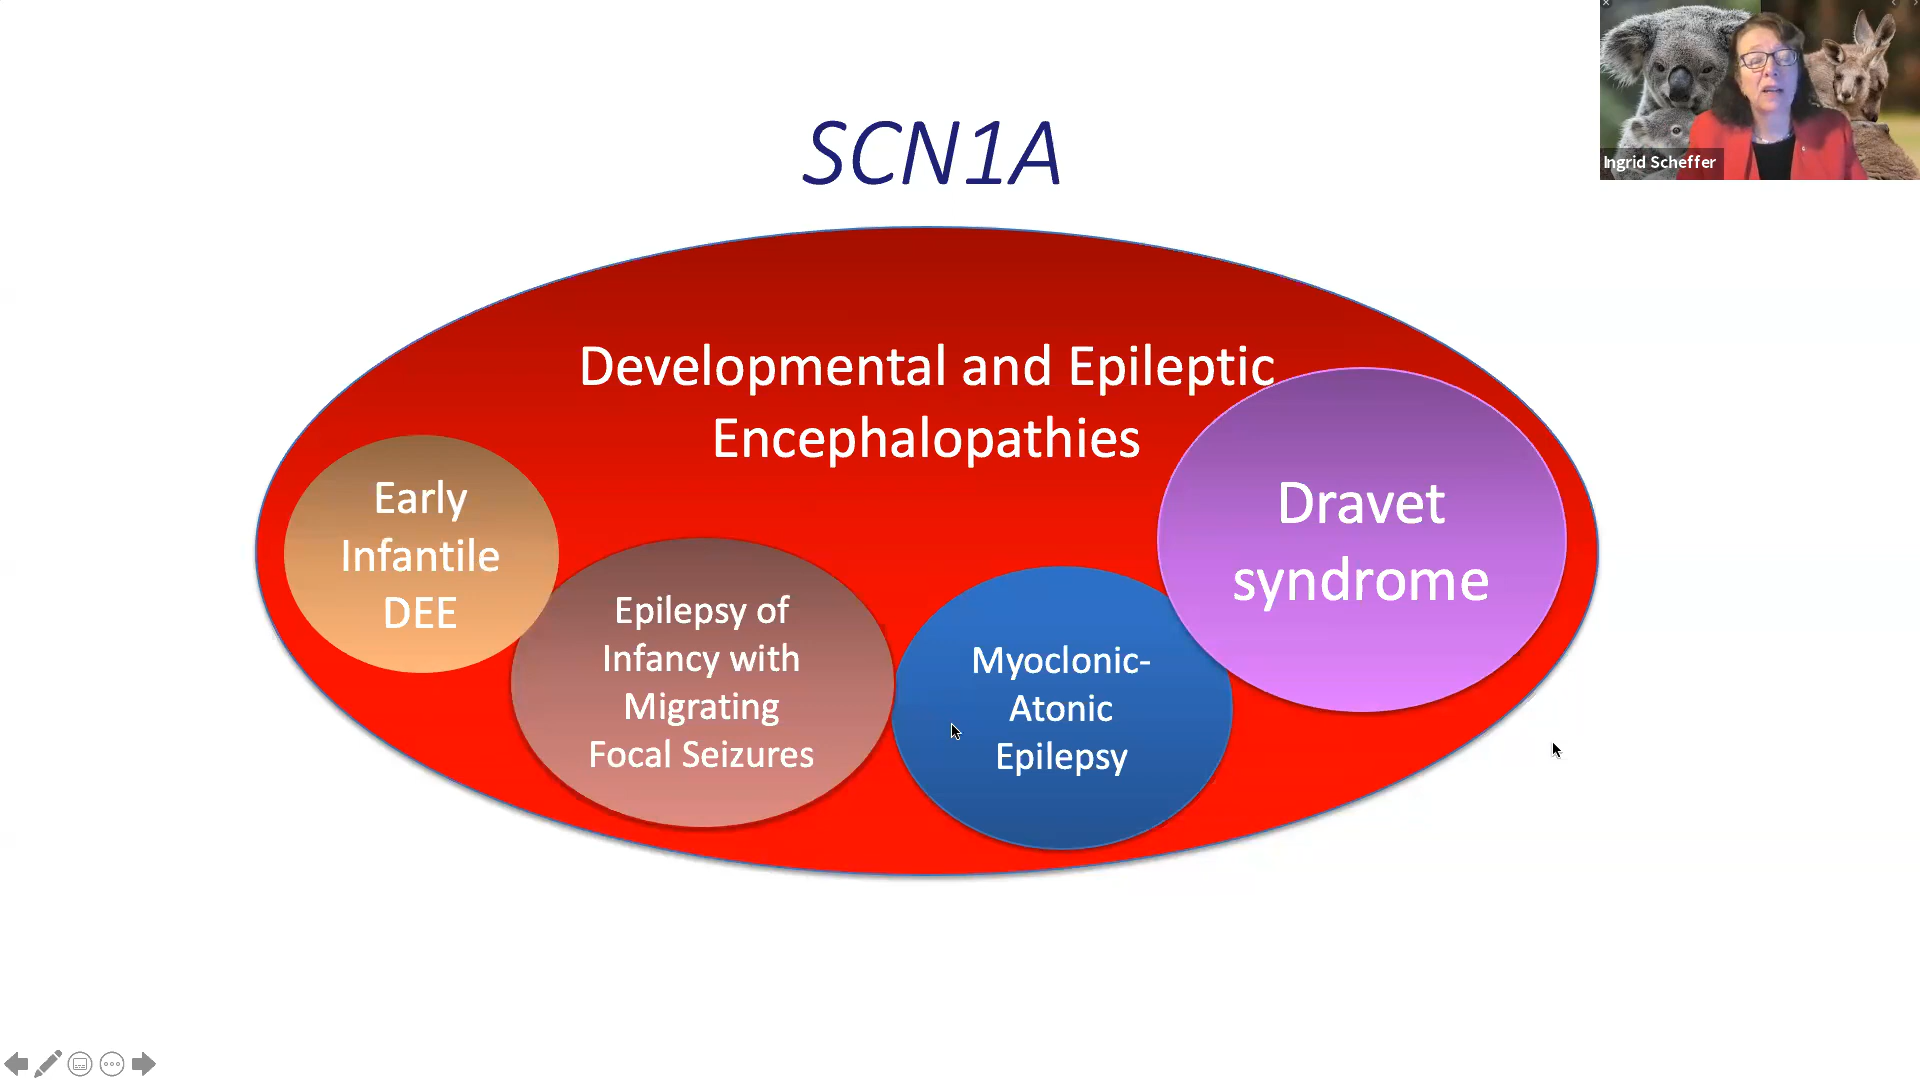 SCN1A
Developmental and Epileptic
Encephalopathies
Early
Infantile
DEE
Epilepsy of
Infancy with
Migrating
Focal Seizures
Myoclonic-
Atonic
Epilepsy
Dravet
syndrome
Ingrid Scheffer